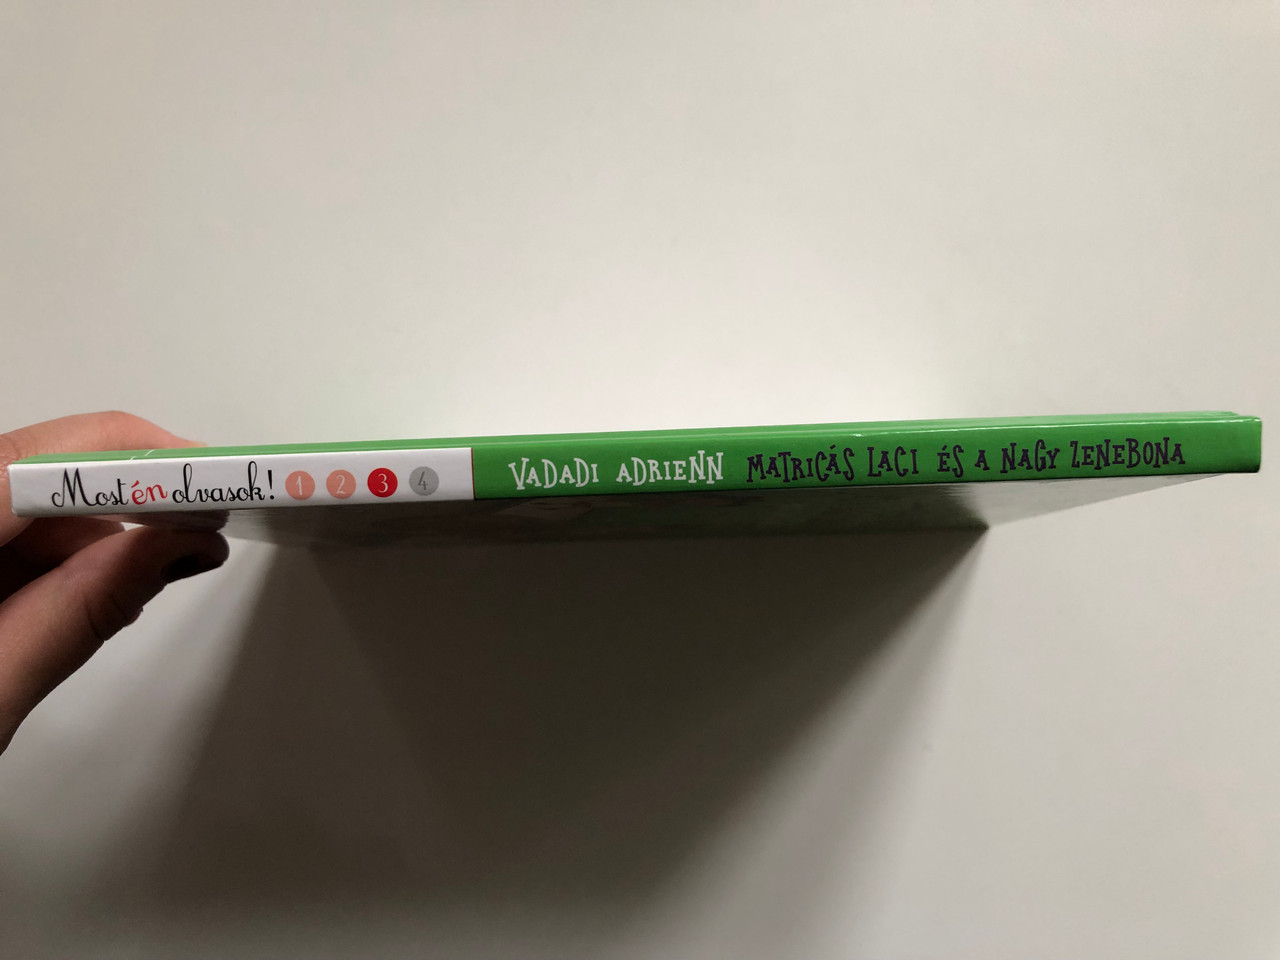 Most én olvasok! 1 2 3 4 VADADI ADRIENN MATRICÁS LACI ÉS A NAGY ZENEBONA